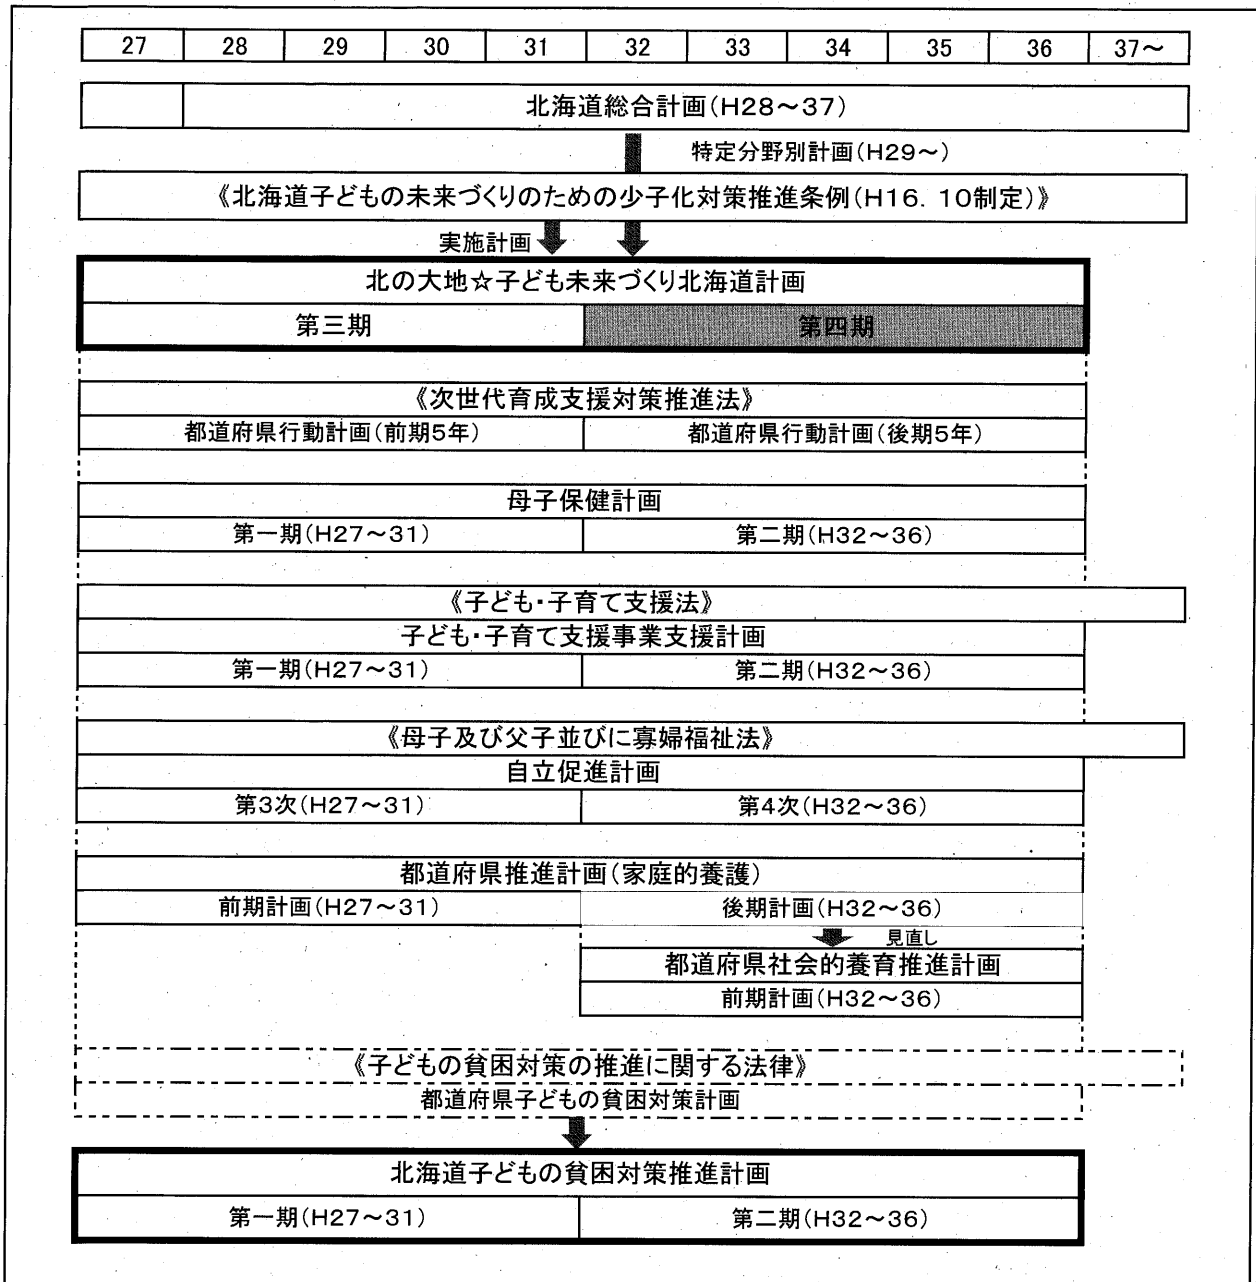 27 28 29 30 31 32 33 34 35 36 37～
北海道総合計画(H28～37)
特定分野別計画(H29～)
《北海道子どもの未来づくりのための少子化対策推進条例(H16．10制定)》
実施計画
北の大地☆子ども未来づくり北海道計画
第三期 第四期
《次世代育成支援対策推進法》
都道府県行動計画(前期5年) 都道府県行動計画(後期5年)
母子保健計画
第一期(H27～31) 第二期(H32～36)
《子ども・子育て支援法》
子ども・子育て支援事業支援計画
第一期(H27～31) 第二期(H32～36)
《母子及び父子並びに寡婦福祉法》
自立促進計画
第3次(H27～31) 第4次(H32～36)
都道府県推進計画(家庭的養護)
前期計画(H27～31) 後期計画(H32～36)
見直し
都道府県社会的養育推進計画
前期計画(H32～36)
《子どもの貧困対策の推進に関する法律》
都道府県子どもの貧困対策計画
北海道子どもの貧困対策推進計画
第一期(H27～31) 第二期(H32～36)